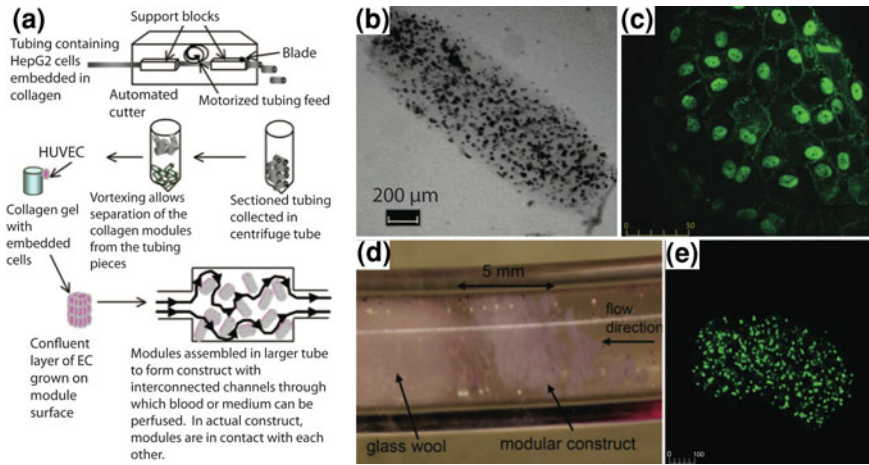 (a)
Support blocks
Tubing containing
HepG2 cells
embedded in
collagen
Blade
Automated
cutter
Motorized tubing feed
HUVEC
Collagen gel
with
embedded
cells
Vortexing allows
separation of the
collagen modules
from the tubing
pieces
Sectioned tubing
collected in
centrifuge tube
Confluent
layer of EC
grown on
module
surface
Modules assembled in larger tube
to form construct with
interconnected channels through
which blood or medium can be
perfused. In actual construct,
modules are in contact with each
other.
(b)
200 μm
(c)
0
50
(d)
5 mm
flow
direction
glass wool
modular construct
(e)
0
100